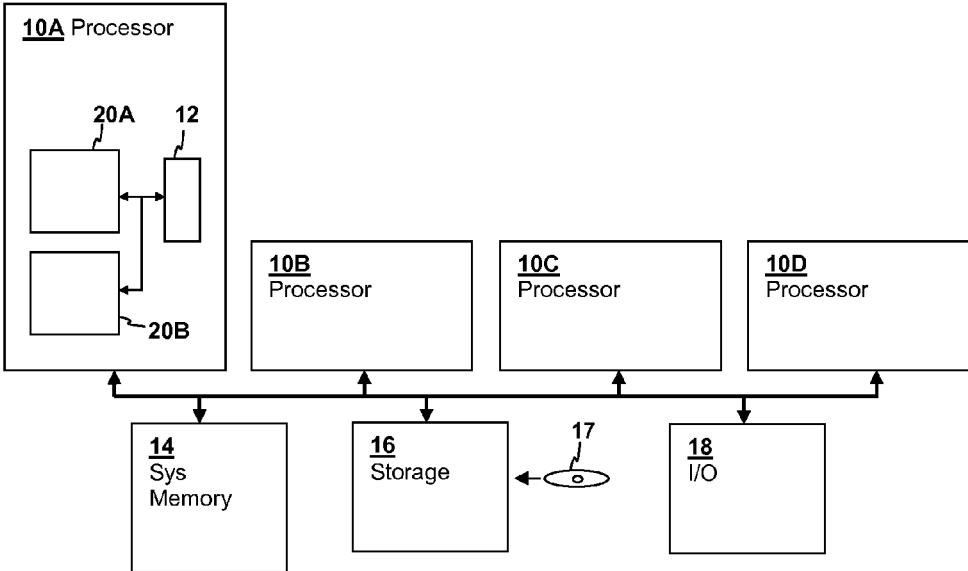 10A Processor
20A
12
20B
10B
Processor
10C
Processor
10D
Processor
14
Sys
Memory
16
Storage
17
18
I/O